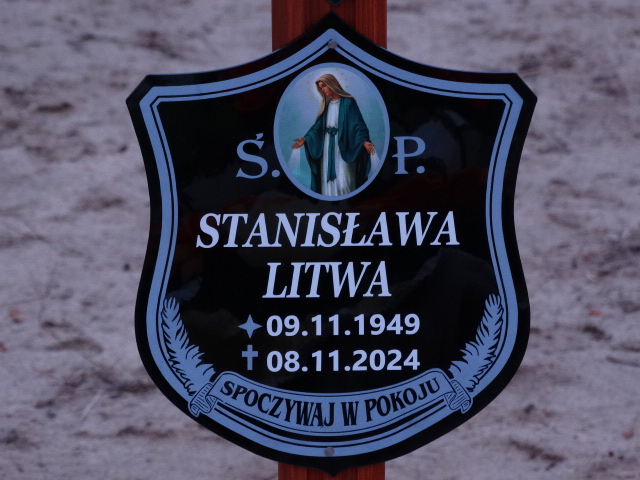 Ś. P.
STANISŁAWA
LITWA
09.11.1949
08.11.2024
SPOCZYWAJ W POKOJU